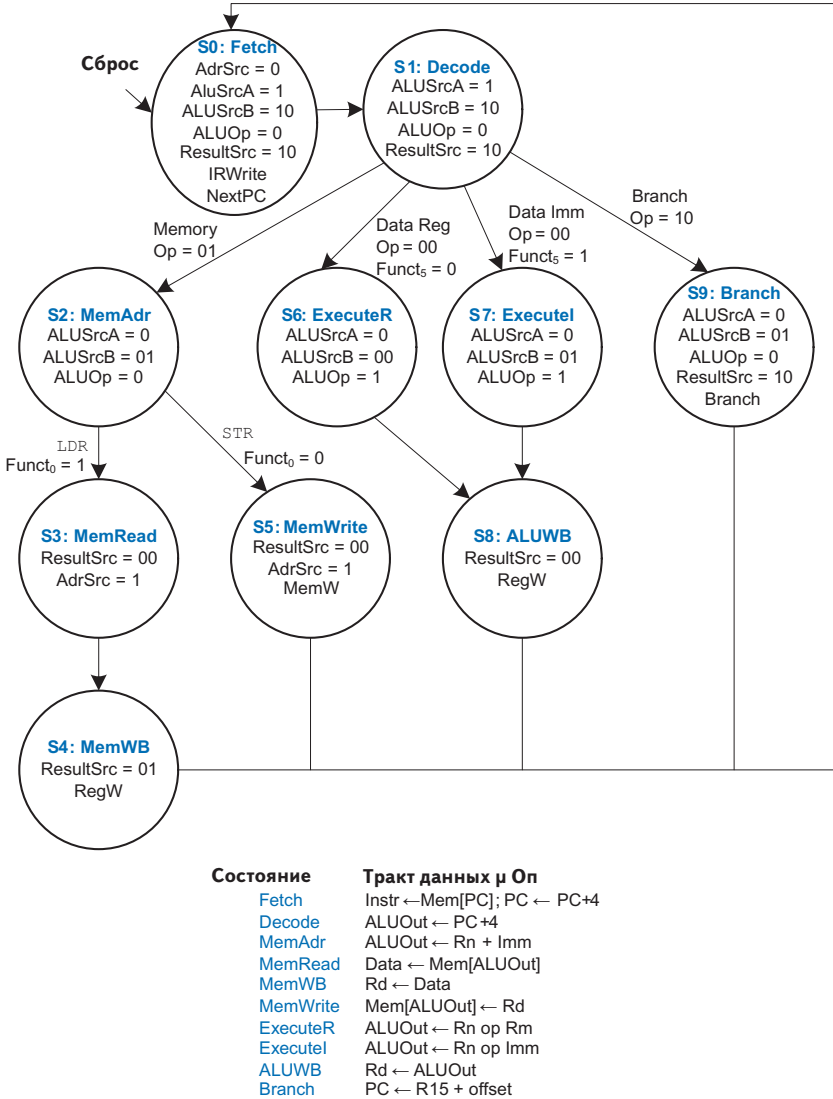 Сброс
S0: Fetch
AdrSrc = 0
AluSrcA = 1
ALUSrcB = 10
ALUOp = 0
ResultSrc = 10
IRWrite
NextPC
S1: Decode
ALUSrcA = 1
ALUSrcB = 10
ALUOp = 0
ResultSrc = 10
Memory
Op = 01
Data Reg
Op = 00
Funct₅ = 0
Data Imm
Op = 00
Funct₅ = 1
Branch
Op = 10
S2: MemAdr
ALUSrcA = 0
ALUSrcB = 01
ALUOp = 0
S6: ExecuteR
ALUSrcA = 0
ALUSrcB = 00
ALUOp = 1
S7: ExecuteI
ALUSrcA = 0
ALUSrcB = 01
ALUOp = 1
S9: Branch
ALUSrcA = 0
ALUSrcB = 01
ALUOp = 0
ResultSrc = 10
Branch
LDR
Funct₀ = 1
STR
Funct₀ = 0
S3: MemRead
ResultSrc = 00
AdrSrc = 1
S5: MemWrite
ResultSrc = 00
AdrSrc = 1
MemW
S8: ALUWB
ResultSrc = 00
RegW
S4: MemWB
ResultSrc = 01
RegW
Состояние Тракт данных μ Оп
Fetch Instr ←Mem[PC]; PC ← PC+4
Decode ALUOut ← PC+4
MemAdr ALUOut ← Rn + Imm
MemRead Data ← Mem[ALUOut]
MemWB Rd ← Data
MemWrite Mem[ALUOut] ← Rd
ExecuteR ALUOut ← Rn op Rm
ExecuteI ALUOut ← Rn op Imm
ALUWB Rd ← ALUOut
Branch PC ← R15 + offset